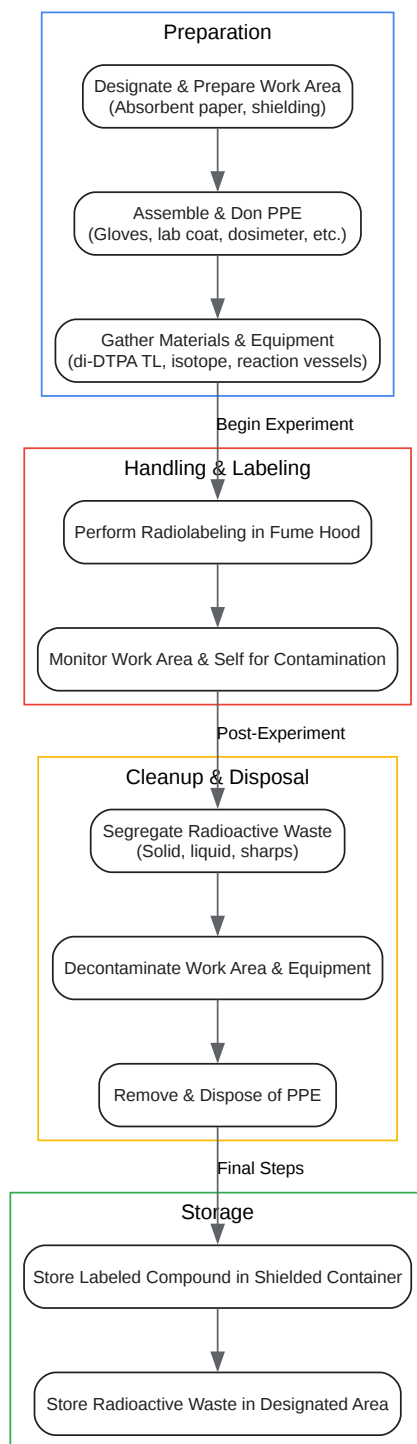 Preparation
Designate & Prepare Work Area
(Absorbent paper, shielding)
Assemble & Don PPE
(Gloves, lab coat, dosimeter, etc.)
Gather Materials & Equipment
(di-DTPA TL, isotope, reaction vessels)
Begin Experiment
Handling & Labeling
Perform Radiolabeling in Fume Hood
Monitor Work Area & Self for Contamination
Post-Experiment
Cleanup & Disposal
Segregate Radioactive Waste
(Solid, liquid, sharps)
Decontaminate Work Area & Equipment
Remove & Dispose of PPE
Final Steps
Storage
Store Labeled Compound in Shielded Container
Store Radioactive Waste in Designated Area